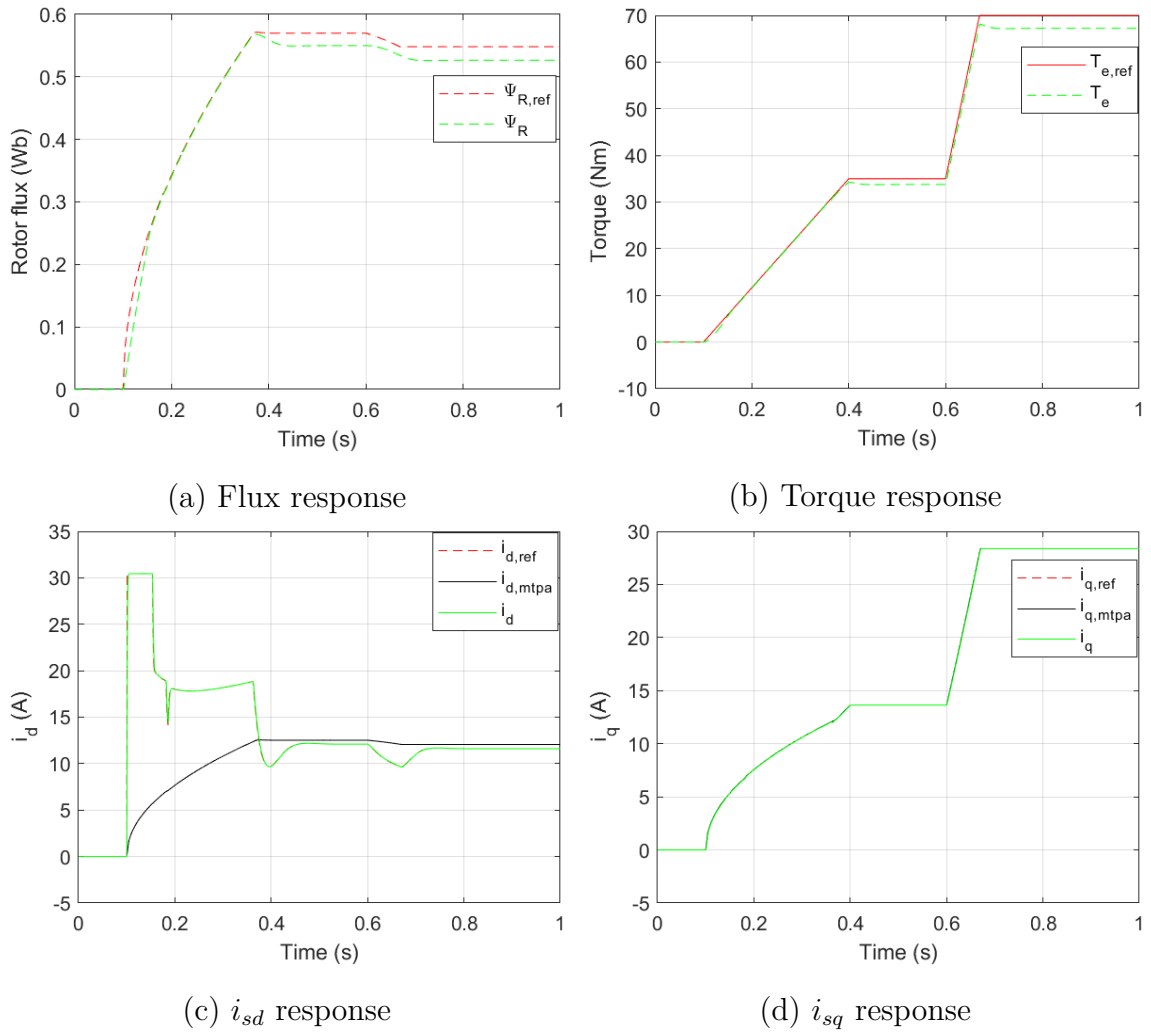 0.6
0.5
0.4
0.3
0.2
0.1
0
Rotor flux (Wb)
Ψ_R,ref
Ψ_R
0 0.2 0.4 0.6 0.8 1
Time (s)
(a) Flux response
70
60
50
40
30
20
10
0
-10
Torque (Nm)
T_e,ref
T_e
0 0.2 0.4 0.6 0.8 1
Time (s)
(b) Torque response
35
30
25
20
15
10
5
0
-5
i_d (A)
i_d,ref
i_d,mtpa
i_d
0 0.2 0.4 0.6 0.8 1
Time (s)
(c) i_sd response
30
25
20
15
10
5
0
-5
i_q (A)
i_q,ref
i_q,mtpa
i_q
0 0.2 0.4 0.6 0.8 1
Time (s)
(d) i_sq response